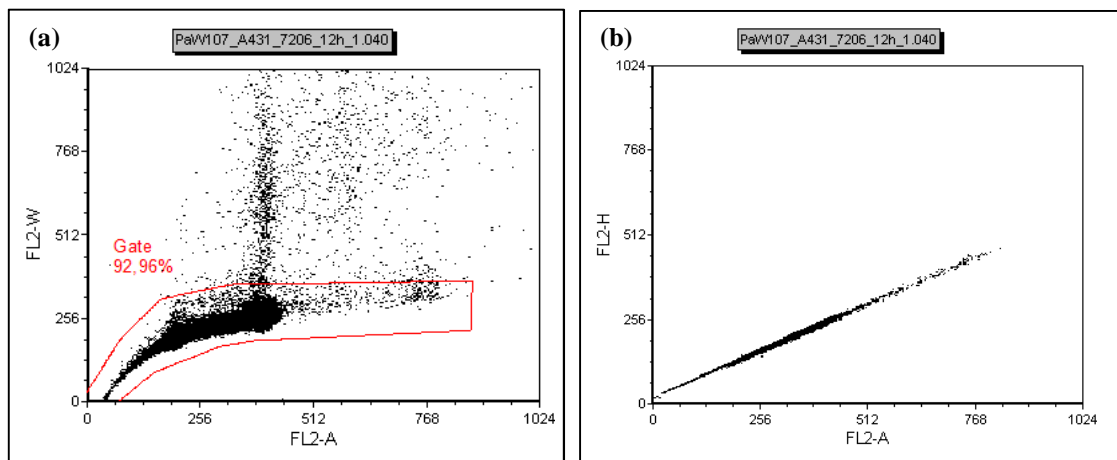 (a)
PaW107_A431_7206_12h_1.040
1024
768
512
256
0
FL2-W
Gate
92,96%
0 256 512 768 1024
FL2-A
(b)
PaW107_A431_7206_12h_1.040
1024
768
512
256
0
FL2-H
0 256 512 768 1024
FL2-A